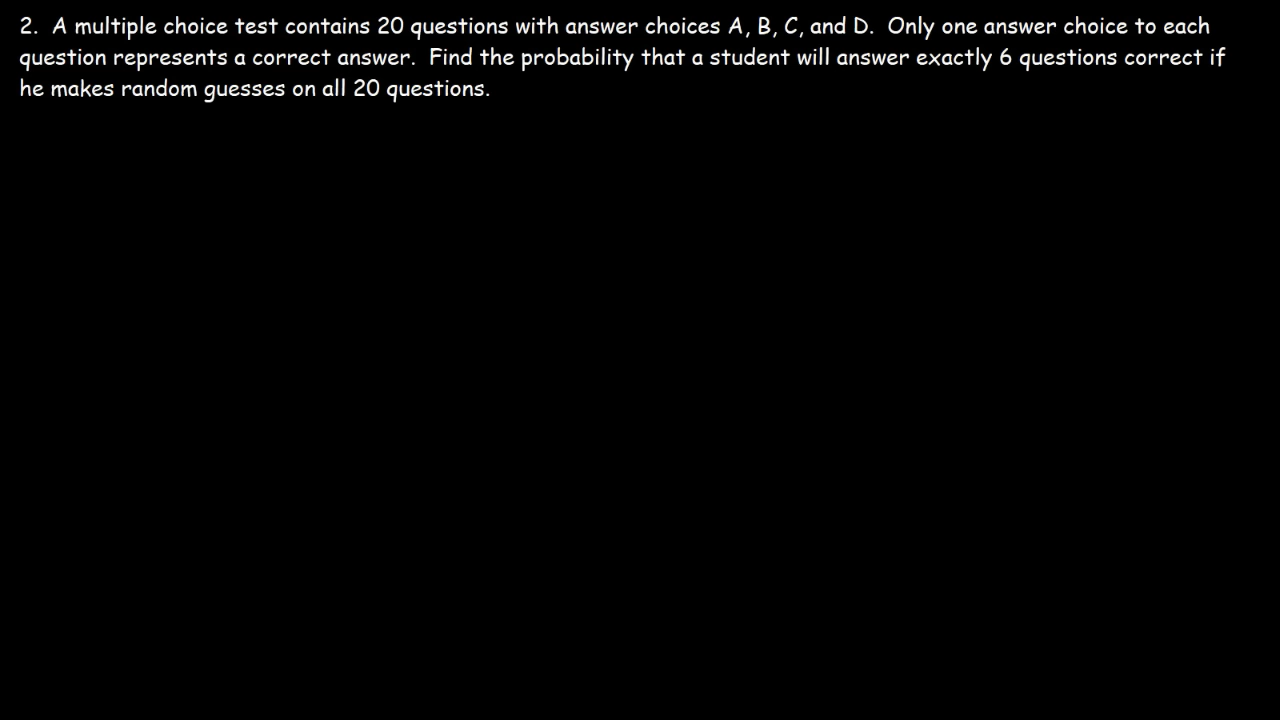 2.  A multiple choice test contains 20 questions with answer choices A, B, C, and D.  Only one answer choice to each
question represents a correct answer.  Find the probability that a student will answer exactly 6 questions correct if
he makes random guesses on all 20 questions.